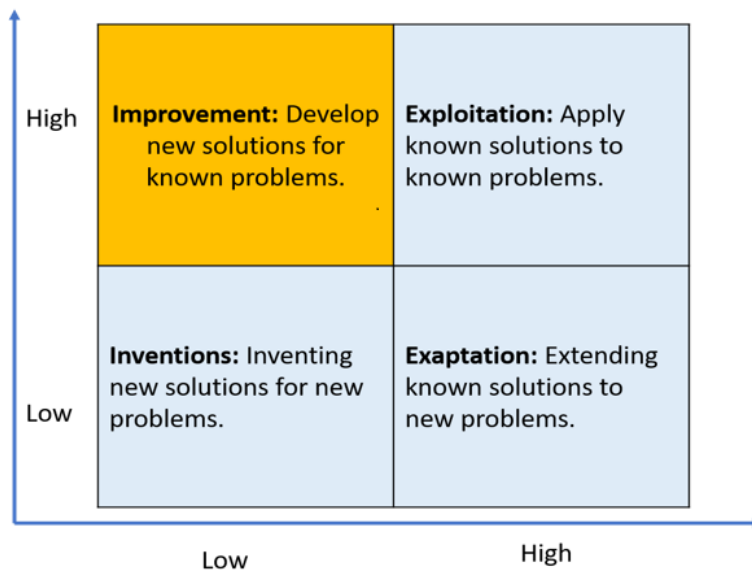 High
Improvement: Develop
new solutions for
known problems.
.
Exploitation: Apply
known solutions to
known problems.
Low
Inventions: Inventing
new solutions for new
problems.
Exaptation: Extending
known solutions to
new problems.
Low
High